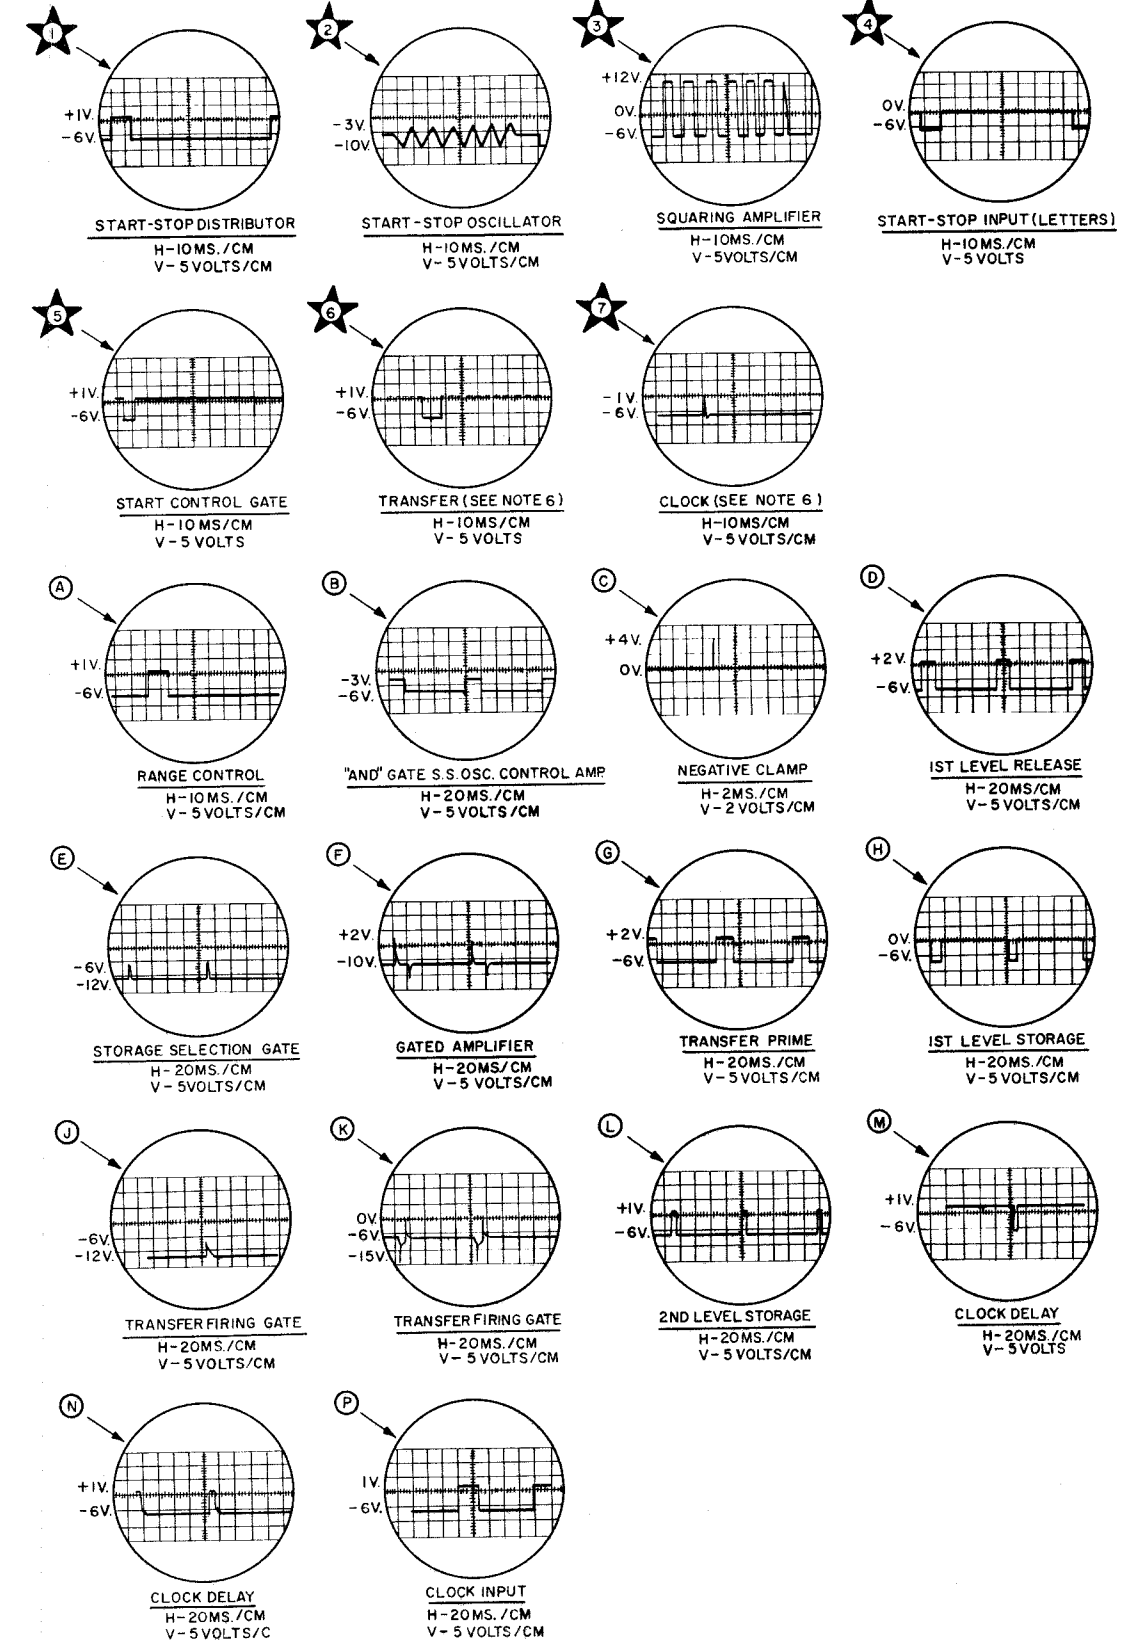 1
+1V.
-6V.
START-STOP DISTRIBUTOR
H-10MS./CM
V-5VOLTS/CM
2
-3V.
-10V.
START-STOP OSCILLATOR
H-10MS./CM
V-5VOLTS/CM
3
+12V.
0V.
-6V.
SQUARING AMPLIFIER
H-10MS./CM
V-5VOLTS/CM
4
0V.
-6V.
START-STOP INPUT(LETTERS)
H-10MS./CM
V-5VOLTS
5
+1V.
-6V.
START CONTROL GATE
H-10MS/CM
V-5VOLTS
6
+1V.
-6V.
TRANSFER(SEE NOTE 6)
H-10MS/CM
V-5VOLTS
7
-1V.
-6V.
CLOCK(SEE NOTE 6)
H-10MS/CM
V-5VOLTS/CM
A
+1V.
-6V.
RANGE CONTROL
H-10MS./CM
V-5VOLTS/CM
B
-3V.
-6V.
"AND" GATE S.S.OSC. CONTROL AMP.
H-20MS./CM
V-5VOLTS/CM
C
+4V.
0V.
NEGATIVE CLAMP
H-2MS./CM
V-2VOLTS/CM
D
+2V.
-6V.
1ST LEVEL RELEASE
H-20MS/CM
V-5VOLTS/CM
E
-6V.
-12V.
STORAGE SELECTION GATE
H-20MS./CM
V-5VOLTS/CM
F
+2V.
-10V.
GATED AMPLIFIER
H-20MS/CM
V-5 VOLTS/CM
G
+2V.
-6V.
TRANSFER PRIME
H-20MS./CM
V-5VOLTS/CM
H
0V.
-6V.
1ST LEVEL STORAGE
H-20MS./CM
V-5VOLTS/CM
J
-6V.
-12V.
TRANSFER FIRING GATE
H-20MS./CM
V-5VOLTS/CM
K
0V.
-6V.
-15V.
TRANSFER FIRING GATE
H-20MS./CM
V-5VOLTS/CM
L
+1V.
-6V.
2ND LEVEL STORAGE
H-20MS./CM
V-5VOLTS/CM
M
+1V.
-6V.
CLOCK DELAY
H-20MS./CM
V-5VOLTS
N
+1V.
-6V.
CLOCK DELAY
H-20MS./CM
V-5VOLTS/C
P
1V.
-6V.
CLOCK INPUT
H-20MS./CM
V-5VOLTS/CM